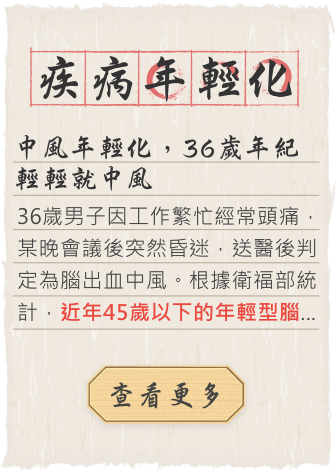 疾病年輕化
中風年輕化，36歲年紀
輕輕就中風
36歲男子因工作繁忙經常頭痛，
某晚會議後突然昏迷，送醫後判
定為腦出血中風。根據衛福部統
計，近年45歲以下的年輕型腦...
查看更多